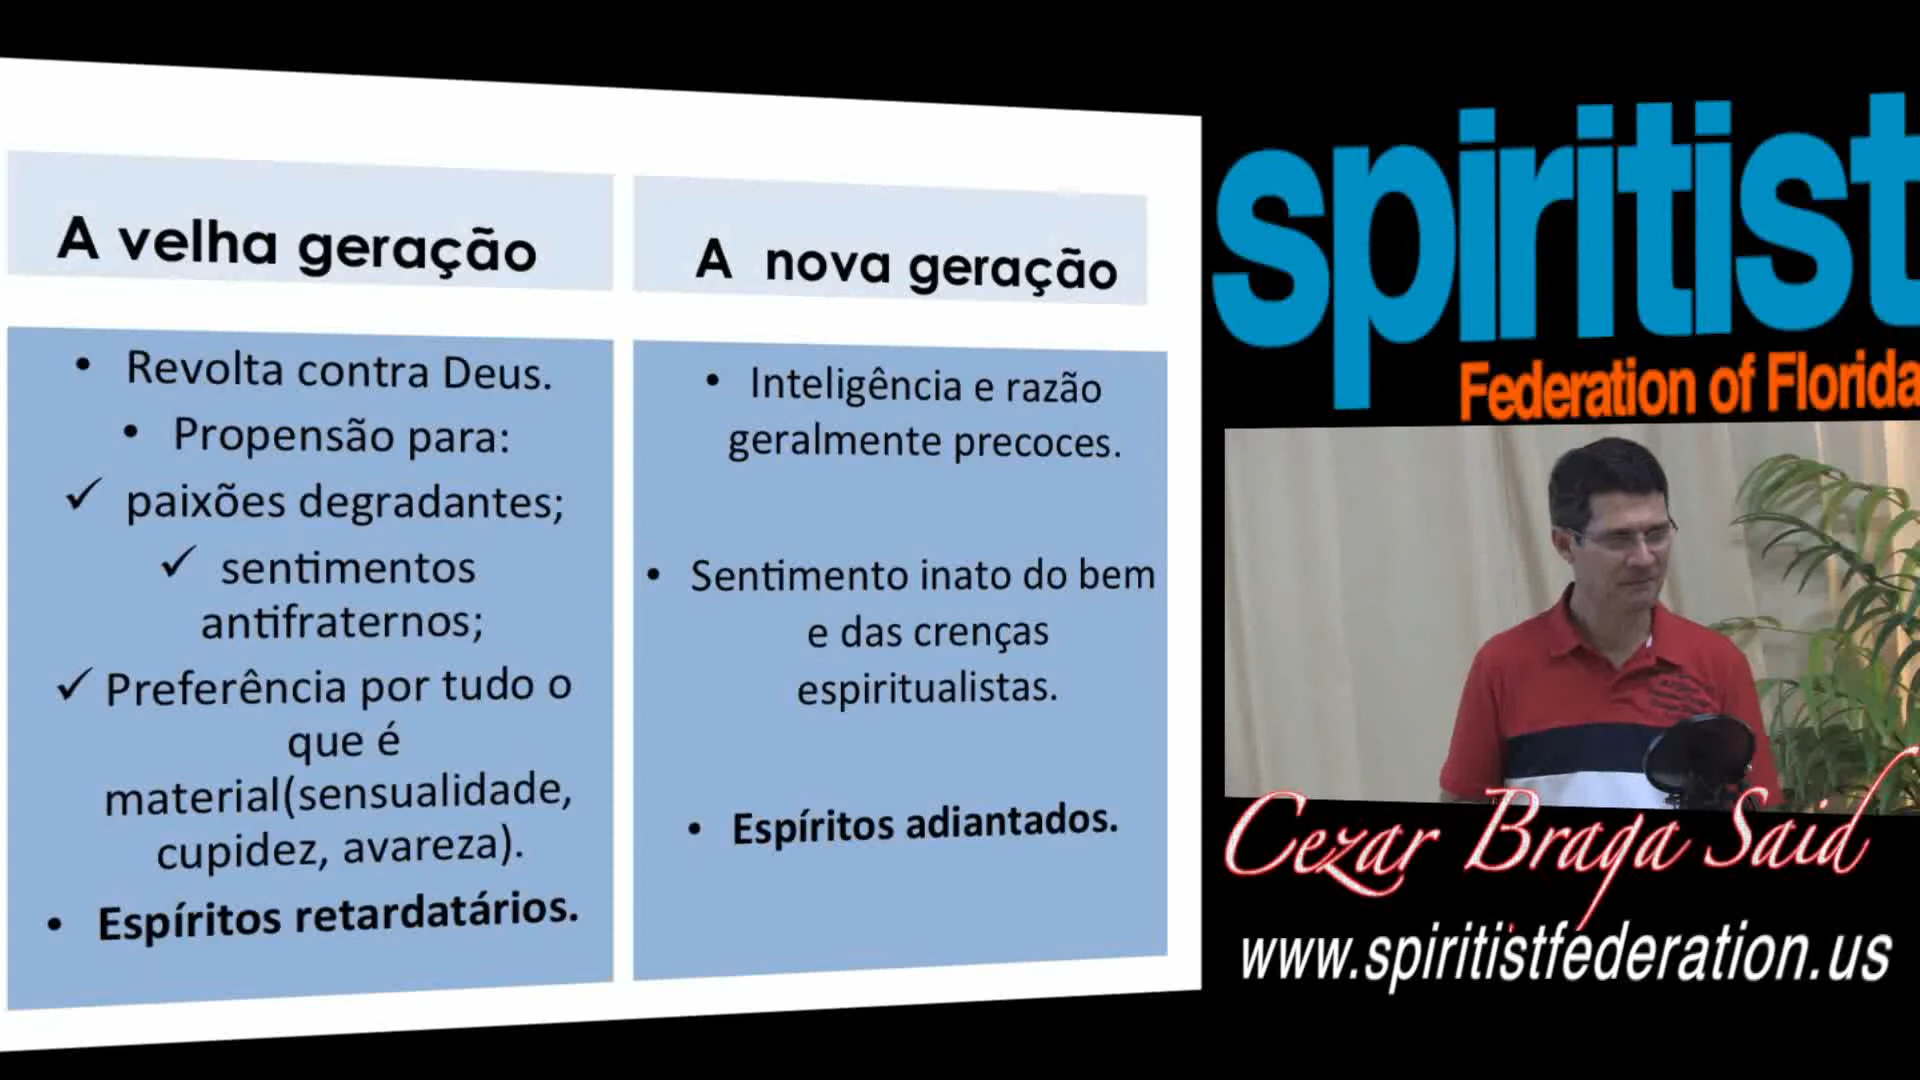 A velha geração
• Revolta contra Deus.
• Propensão para:
✓ paixões degradantes;
✓ sentimentos
antifraternos;
✓ Preferência por tudo o
que é
material(sensualidade,
cupidez, avareza).
• Espíritos retardatários.
A nova geração
• Inteligência e razão
geralmente precoces.
• Sentimento inato do bem
e das crenças
espiritualistas.
• Espíritos adiantados.
spiritist
Federation of Florida
Cezar Braga Said
www.spiritistfederation.us